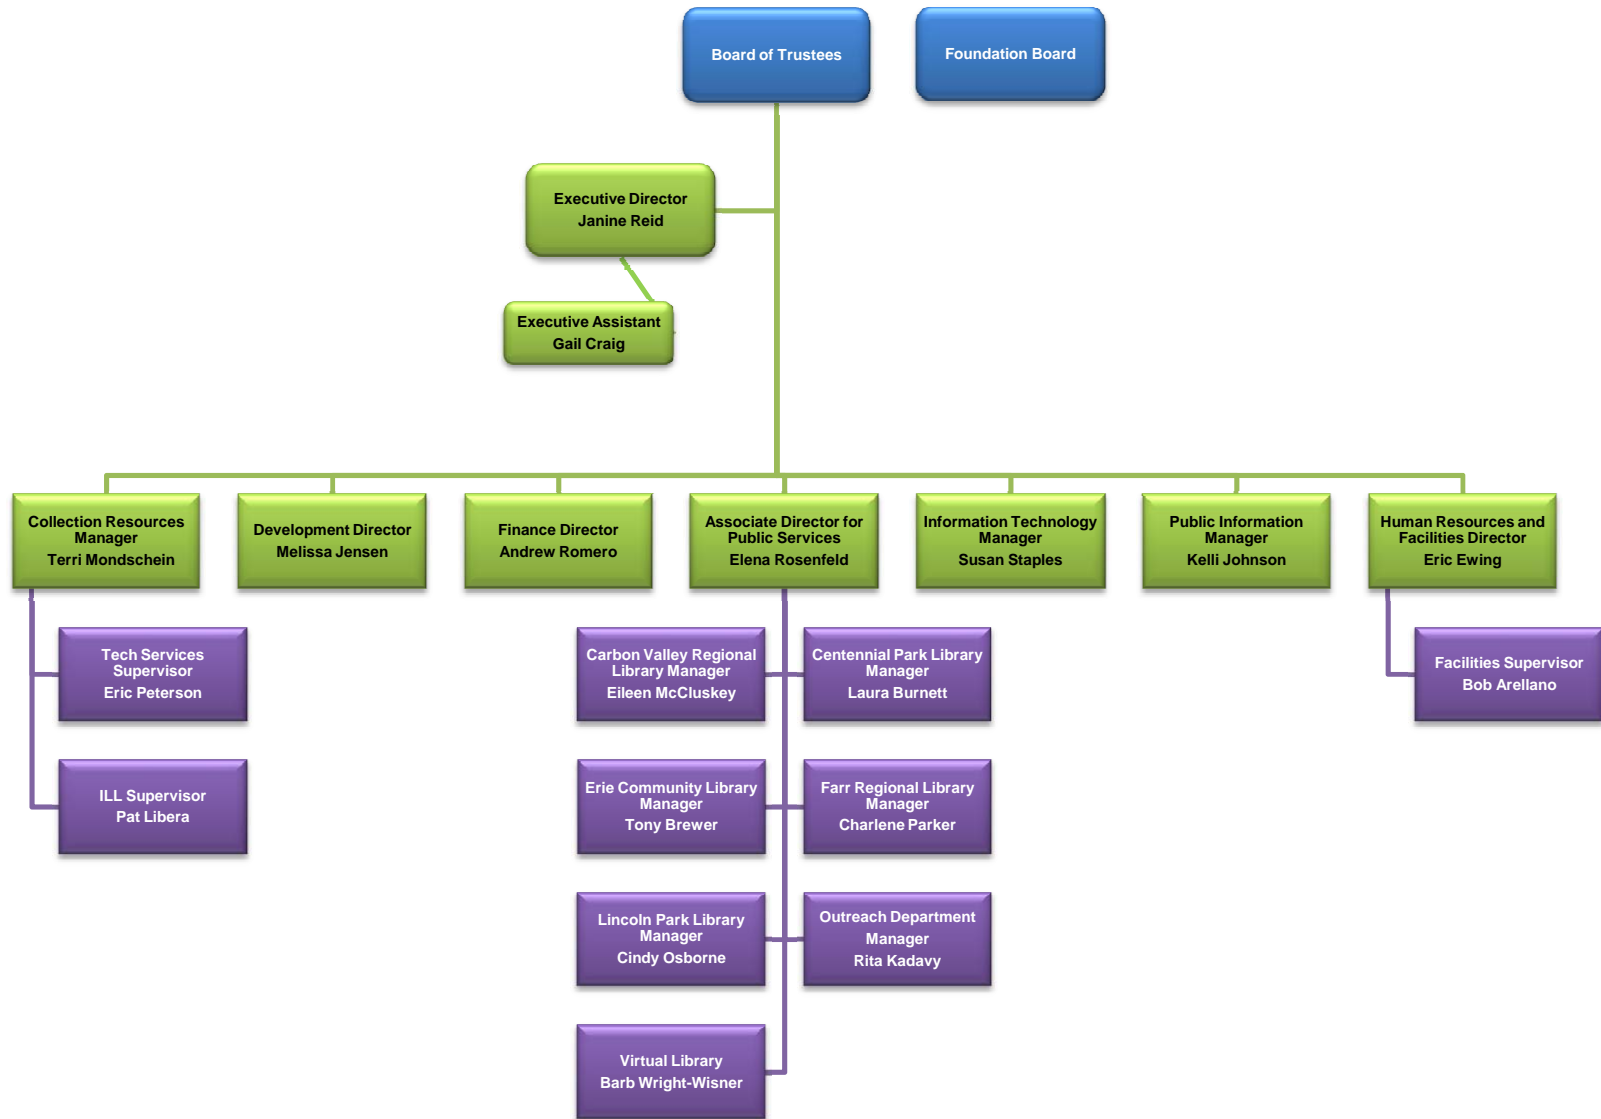 Board of Trustees
Foundation Board
Executive Director
Janine Reid
Executive Assistant
Gail Craig
Collection Resources
Manager
Terri Mondschein
Development Director
Melissa Jensen
Finance Director
Andrew Romero
Associate Director for
Public Services
Elena Rosenfeld
Information Technology
Manager
Susan Staples
Public Information
Manager
Kelli Johnson
Human Resources and
Facilities Director
Eric Ewing
Tech Services
Supervisor
Eric Peterson
Carbon Valley Regional
Library Manager
Eileen McCluskey
Centennial Park Library
Manager
Laura Burnett
Facilities Supervisor
Bob Arellano
ILL Supervisor
Pat Libera
Erie Community Library
Manager
Tony Brewer
Farr Regional Library
Manager
Charlene Parker
Lincoln Park Library
Manager
Cindy Osborne
Outreach Department
Manager
Rita Kadavy
Virtual Library
Barb Wright-Wisner